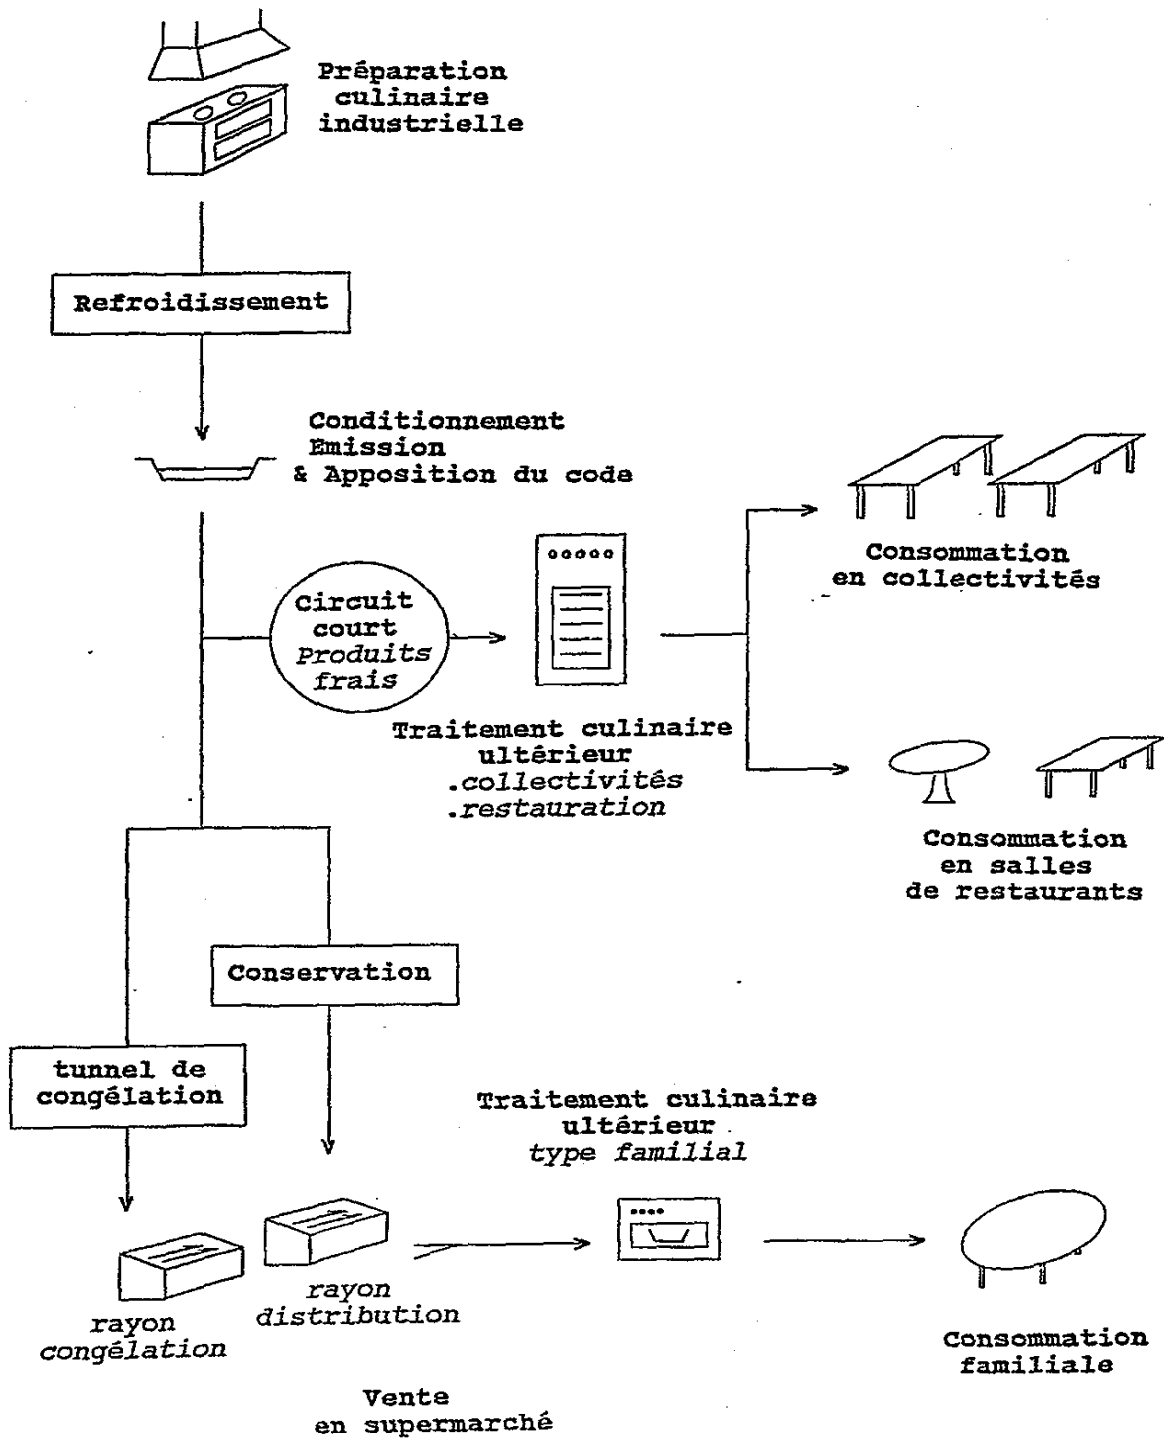 Préparation
culinaire
industrielle
Refroidissement
Conditionnement
Emission
& Apposition du code
Circuit
court
Produits
frais
Traitement culinaire
ultérieur
.collectivités
.restauration
Consommation
en collectivités
Consommation
en salles
de restaurants
Conservation
tunnel de
congélation
Traitement culinaire
ultérieur
type familial
rayon
distribution
rayon
congélation
Consommation
familiale
Vente
en supermarché